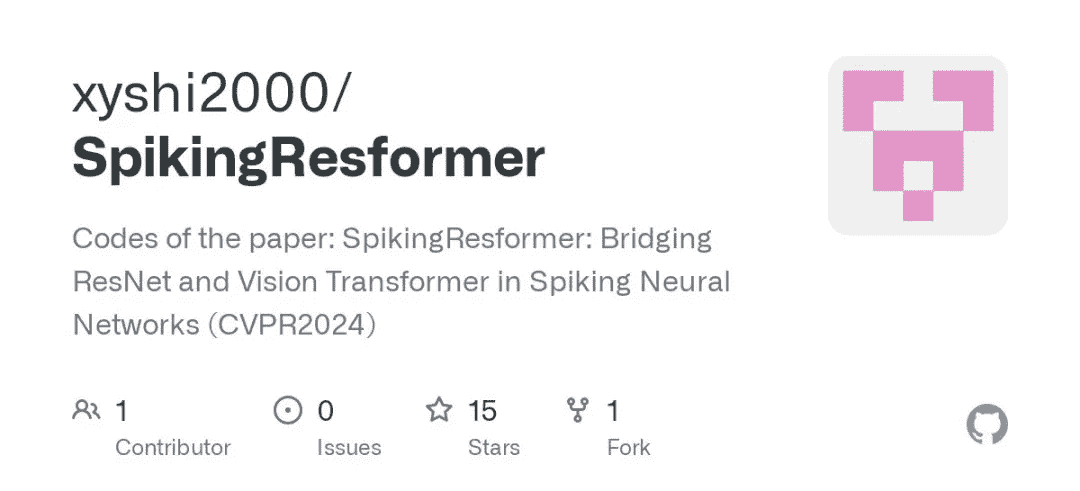 xyshi2000/
SpikingResformer
Codes of the paper: SpikingResformer: Bridging
ResNet and Vision Transformer in Spiking Neural
Networks (CVPR2024)
1 0 15 1
Contributor Issues Stars Fork